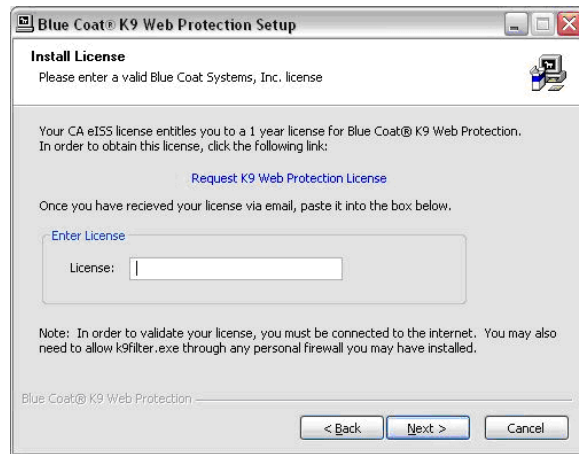 Blue Coat® K9 Web Protection Setup
Install License
Please enter a valid Blue Coat Systems, Inc. license
Your CA eISS license entitles you to a 1 year license for Blue Coat® K9 Web Protection.
In order to obtain this license, click the following link:
Request K9 Web Protection License
Once you have recieved your license via email, paste it into the box below.
Enter License
License:
Note: In order to validate your license, you must be connected to the internet. You may also
need to allow k9filter.exe through any personal firewall you may have installed.
Blue Coat® K9 Web Protection
< Back
Next >
Cancel